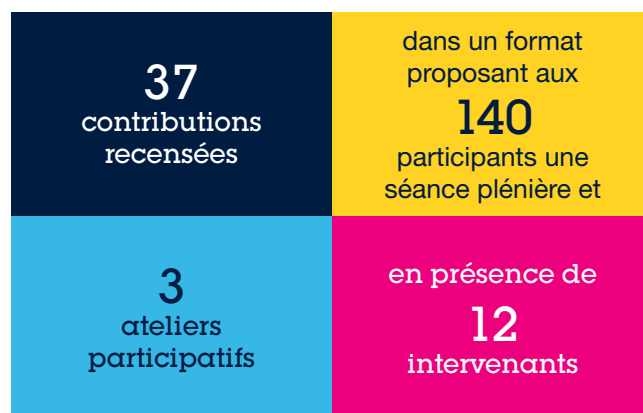 37
contributions
recensées
dans un format
proposant aux
140
participants une
séance plénière et
3
ateliers
participatifs
en présence de
12
intervenants